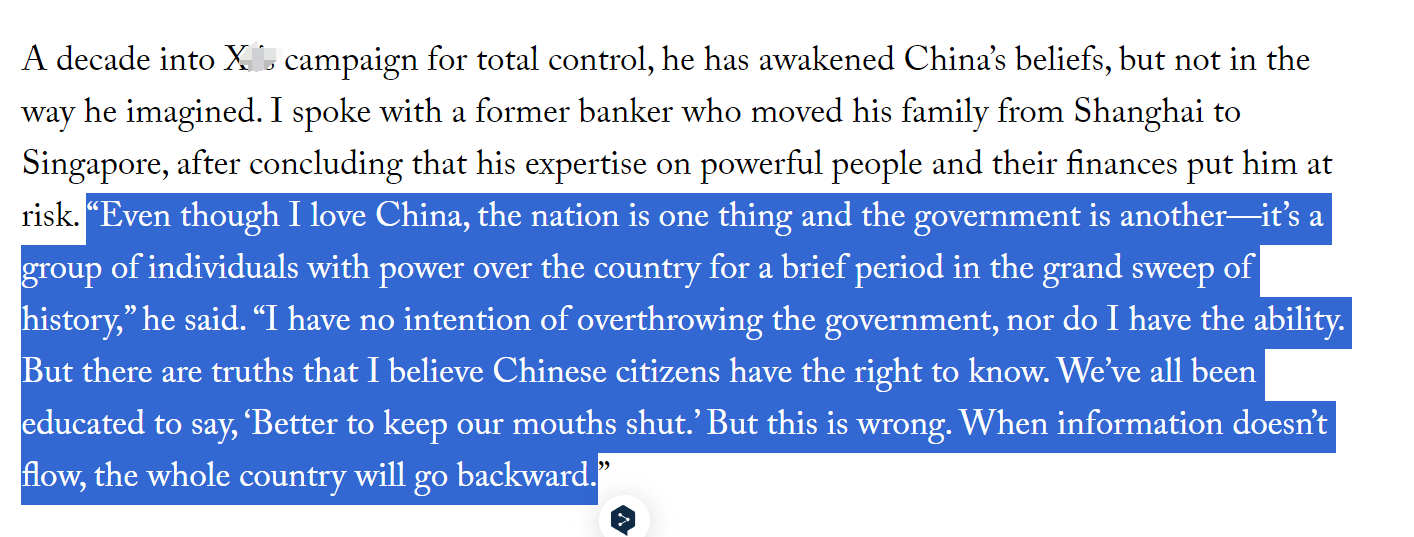 A decade into campaign for total control, he has awakened China’s beliefs, but not in the
way he imagined. I spoke with a former banker who moved his family from Shanghai to
Singapore, after concluding that his expertise on powerful people and their finances put him at
risk. “Even though I love China, the nation is one thing and the government is another—it’s a
group of individuals with power over the country for a brief period in the grand sweep of
history,” he said. “I have no intention of overthrowing the government, nor do I have the ability.
But there are truths that I believe Chinese citizens have the right to know. We’ve all been
educated to say, ‘Better to keep our mouths shut.’ But this is wrong. When information doesn’t
flow, the whole country will go backward.”